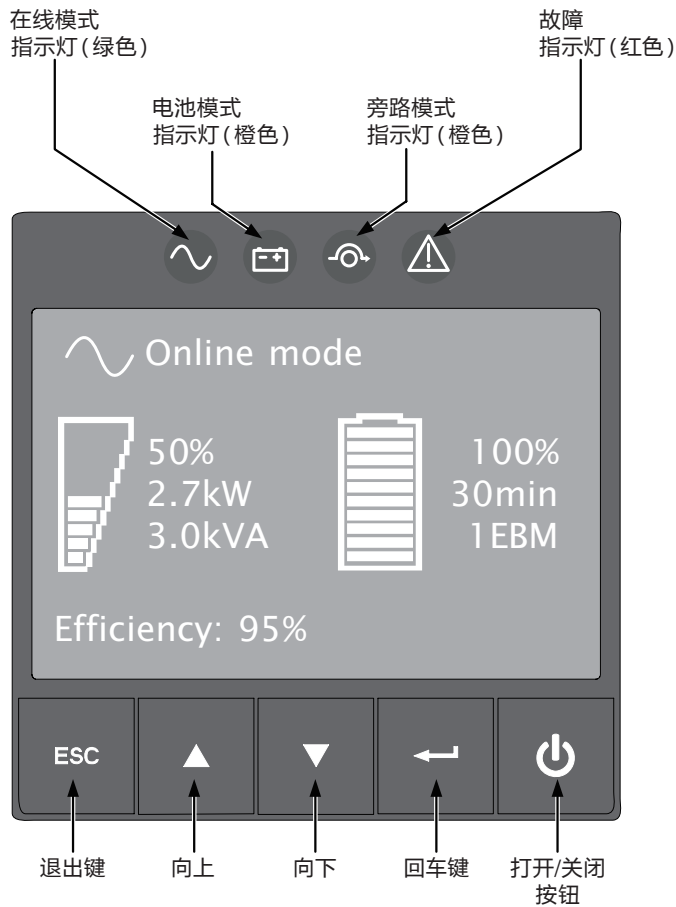 在线模式
指示灯(绿色)
故障
指示灯(红色)
电池模式
指示灯(橙色)
旁路模式
指示灯(橙色)
Online mode
50%
2.7kW
3.0kVA
100%
30min
1EBM
Efficiency: 95%
ESC
退出键
向上
向下
回车键
打开/关闭
按钮